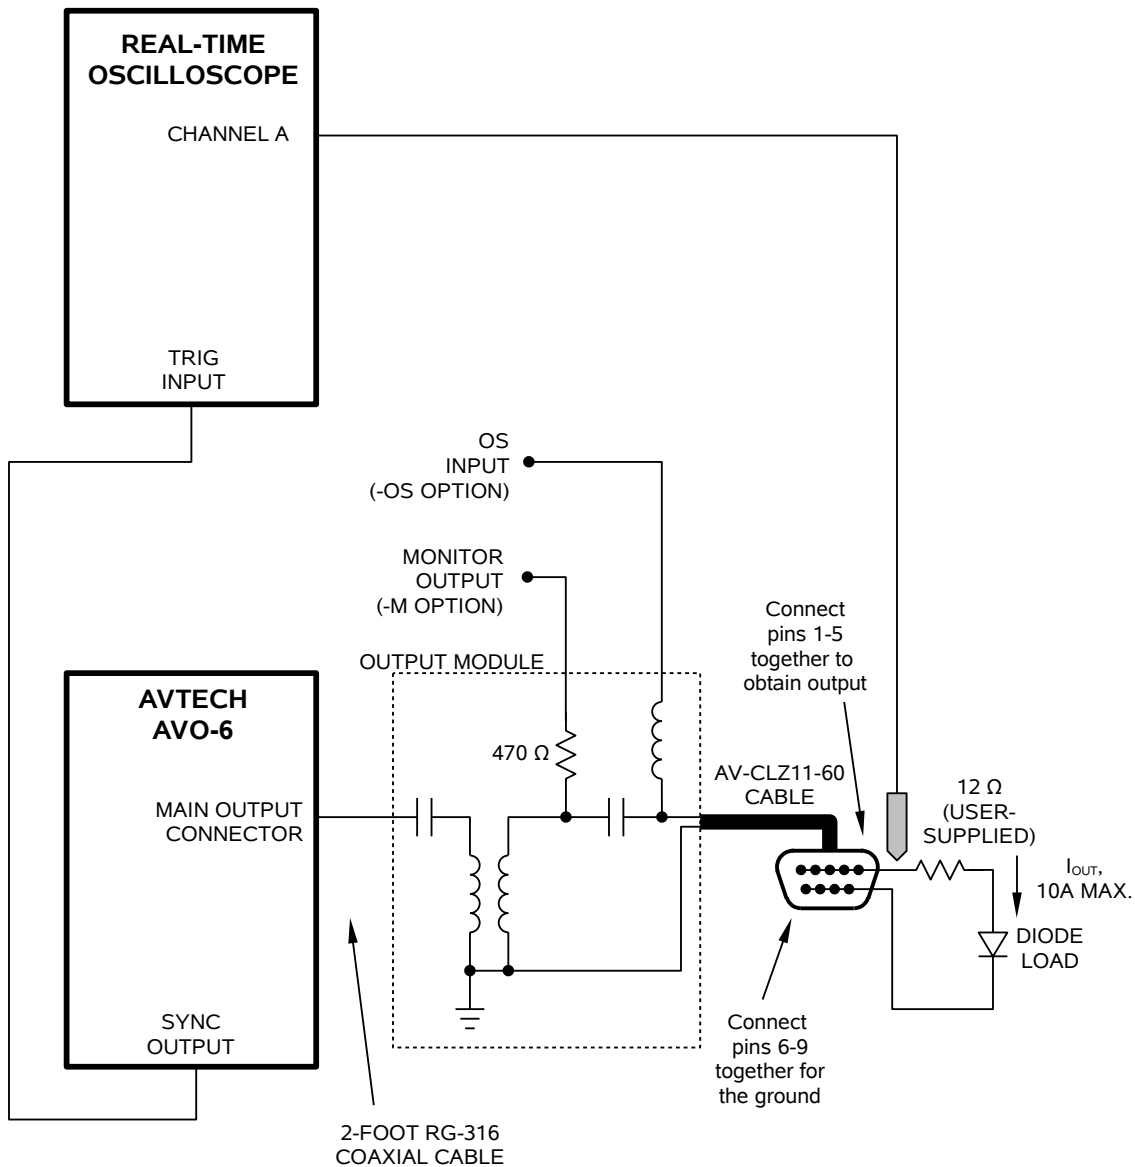 REAL-TIME
OSCILLOSCOPE
CHANNEL A
TRIG
INPUT
OS
INPUT
(-OS OPTION)
MONITOR
OUTPUT
(-M OPTION)
OUTPUT MODULE
Connect
pins 1-5
together to
obtain output
AVTECH
AVO-6
470 Ω
AV-CLZ11-60
CABLE
12 Ω
(USER-
SUPPLIED)
MAIN OUTPUT
CONNECTOR
IOUT,
10A MAX.
DIODE
LOAD
SYNC
OUTPUT
Connect
pins 6-9
together for
the ground
2-FOOT RG-316
COAXIAL CABLE